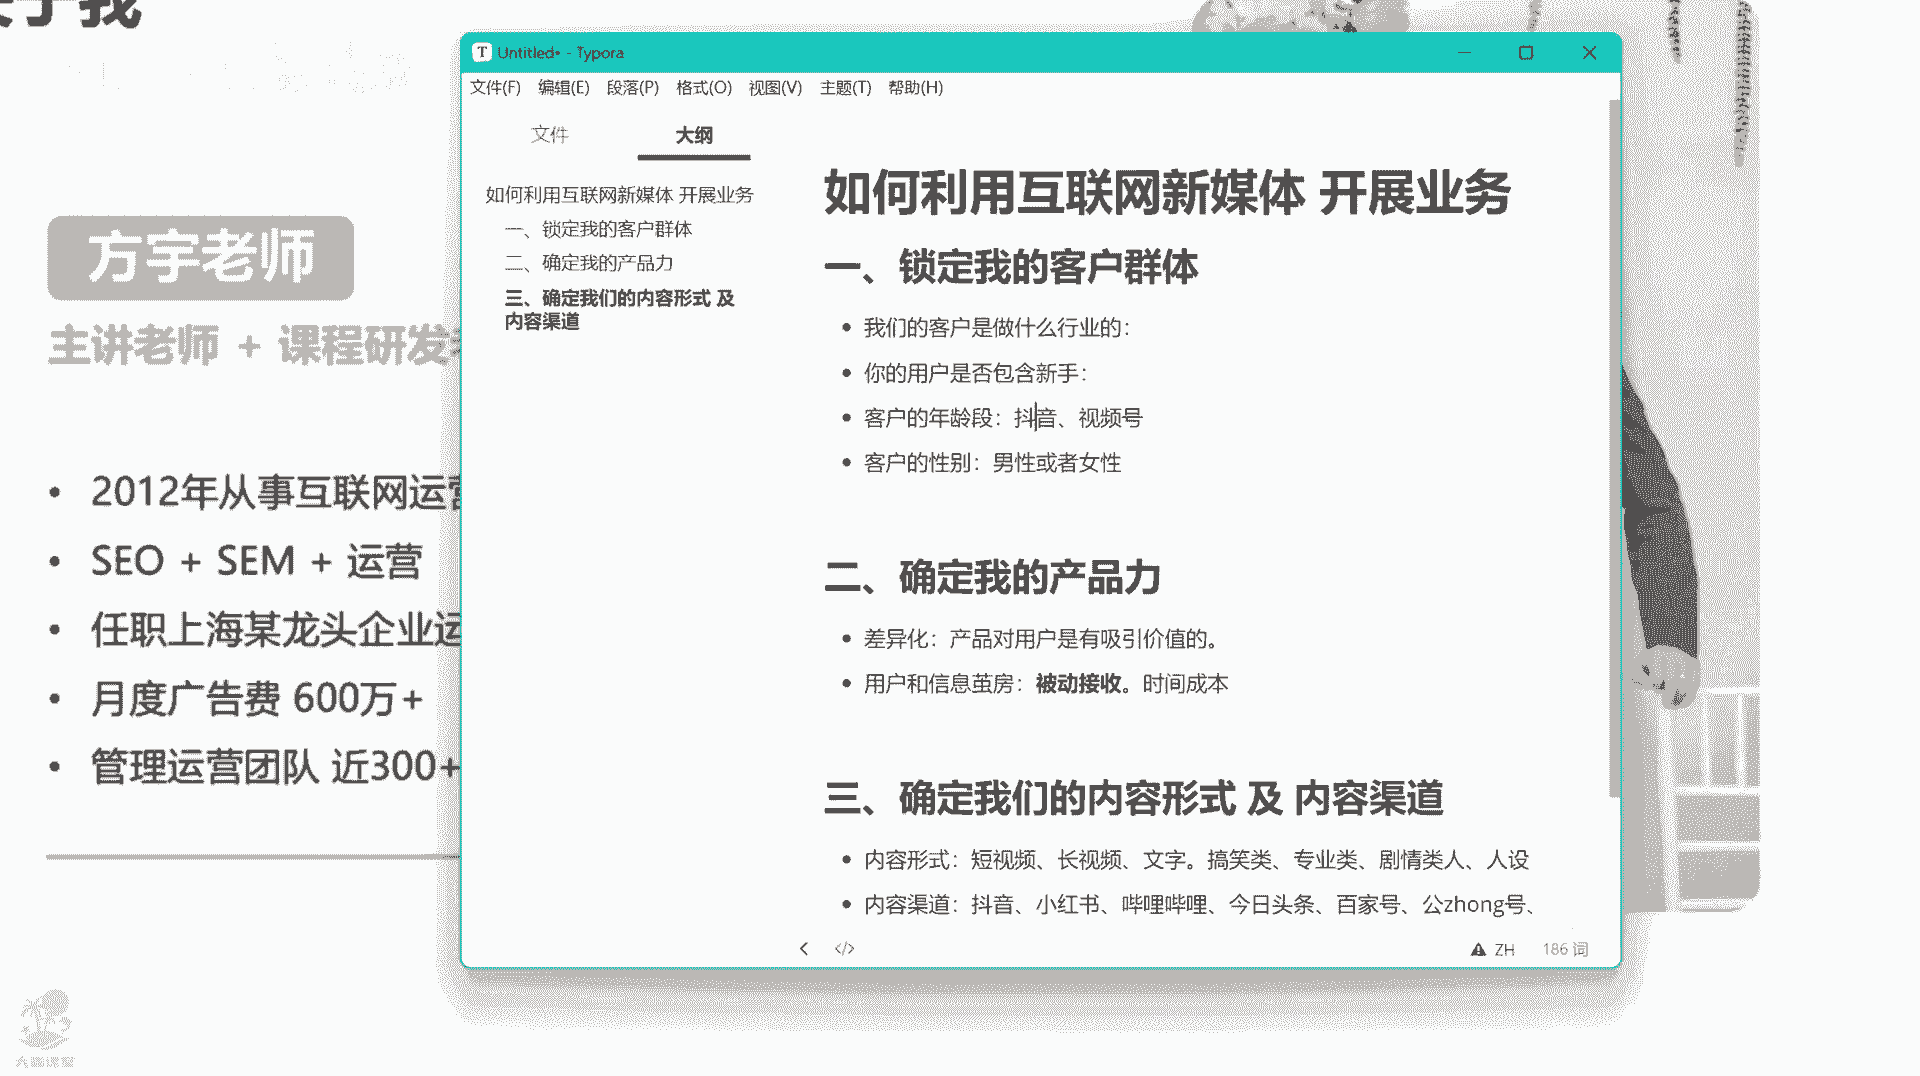 于我
方宇老师
主讲老师 + 课程研发
2012年从事互联网运营
SEO + SEM + 运营
任职上海某龙头企业运
月度广告费 600万+
管理运营团队 近300+
Untitled• - Typora
文件(F) 编辑(E) 段落(P) 格式(O) 视图(V) 主题(T) 帮助(H)
文件 大纲
如何利用互联网新媒体 开展业务
一、锁定我的客户群体
二、确定我的产品力
三、确定我们的内容形式 及
内容渠道
如何利用互联网新媒体 开展业务
一、锁定我的客户群体
我们的客户是做什么行业的：
你的用户是否包含新手：
客户的年龄段：抖音、视频号
客户的性别：男性或者女性
二、确定我的产品力
差异化：产品对用户是有吸引价值的。
用户和信息茧房：被动接收。时间成本
三、确定我们的内容形式 及 内容渠道
内容形式：短视频、长视频、文字。搞笑类、专业类、剧情类人、人设
内容渠道：抖音、小红书、哔哩哔哩、今日头条、百家号、公zhong号、
ZH 186 词